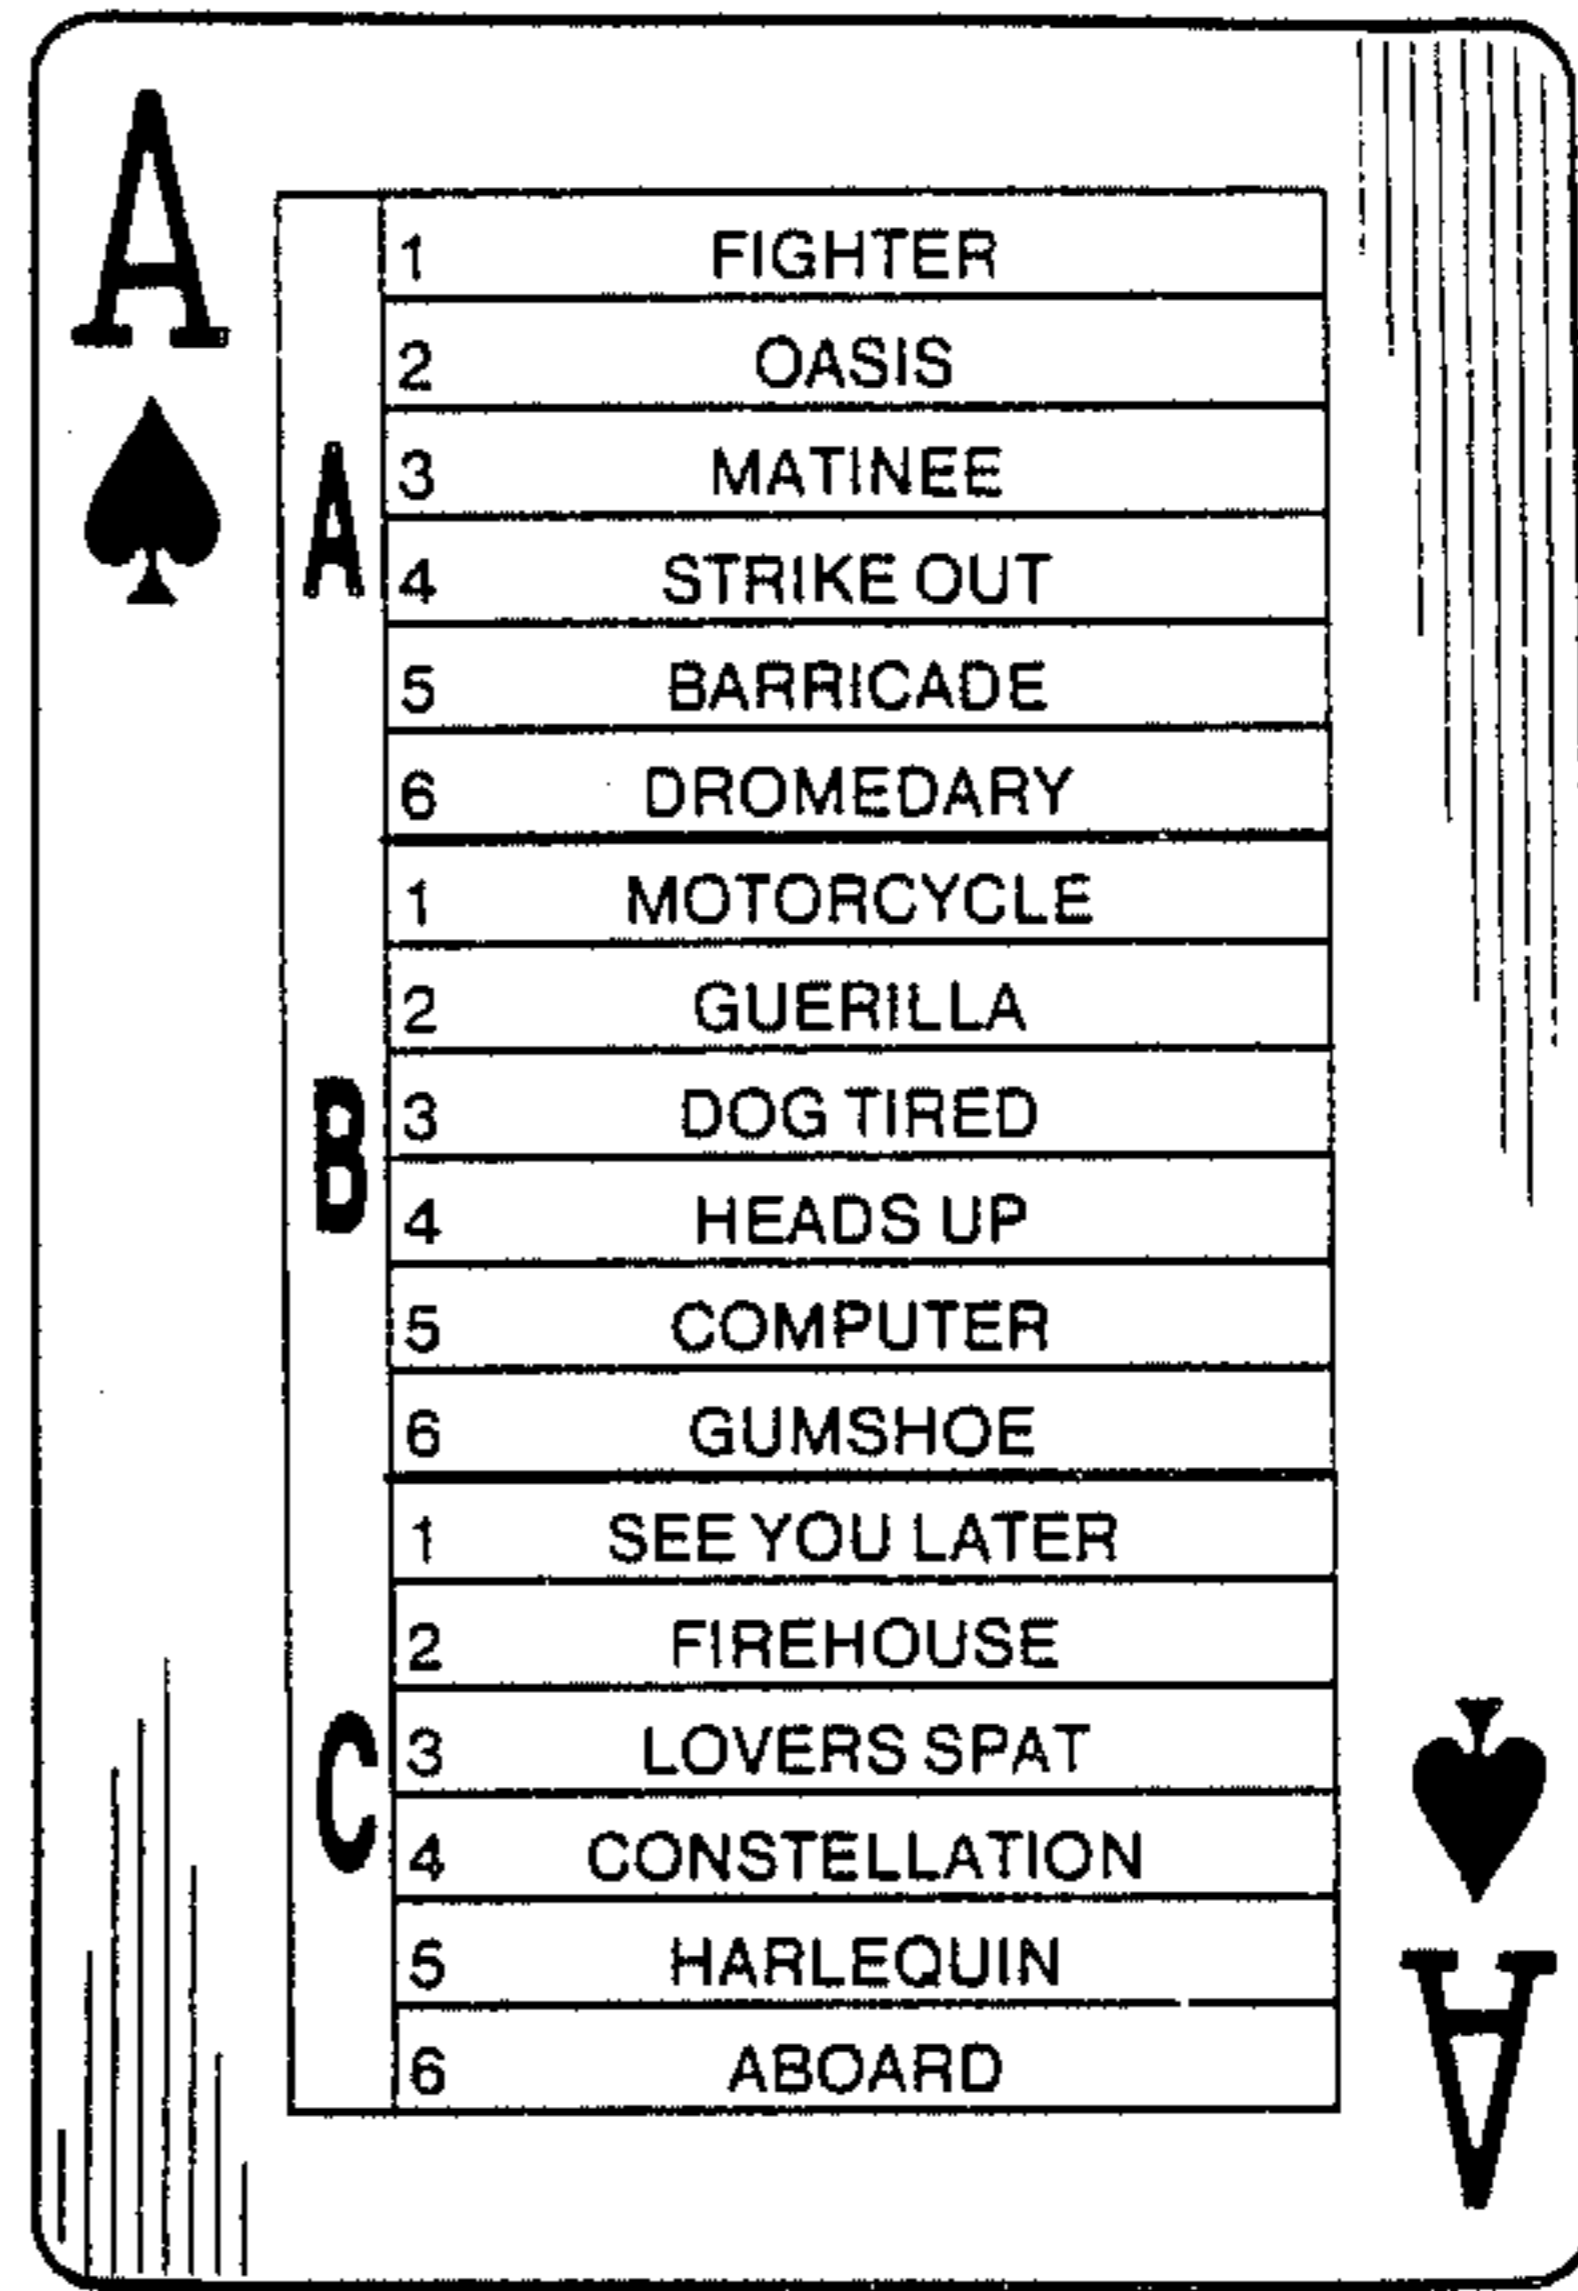 A
A
1 FIGHTER
2 OASIS
3 MATINEE
4 STRIKE OUT
5 BARRICADE
6 DROMEDARY
B
1 MOTORCYCLE
2 GUERILLA
3 DOG TIRED
4 HEADS UP
5 COMPUTER
6 GUMSHOE
C
1 SEE YOU LATER
2 FIREHOUSE
3 LOVERS SPAT
4 CONSTELLATION
5 HARLEQUIN
6 ABOARD
A